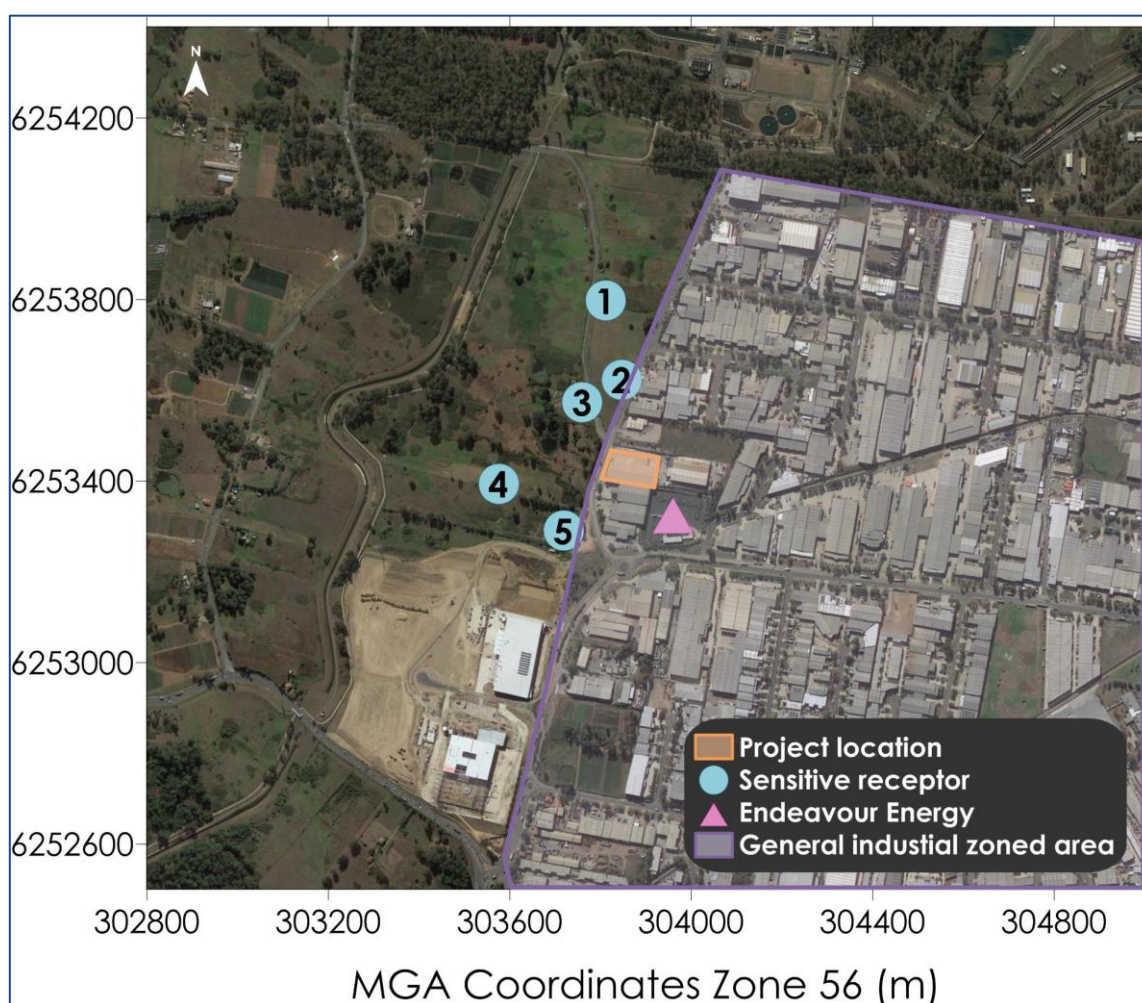 N
6254200
6253800
6253400
6253000
6252600
1
2
3
4
5
Project location
Sensitive receptor
Endeavour Energy
General industial zoned area
302800 303200 303600 304000 304400 304800
MGA Coordinates Zone 56 (m)